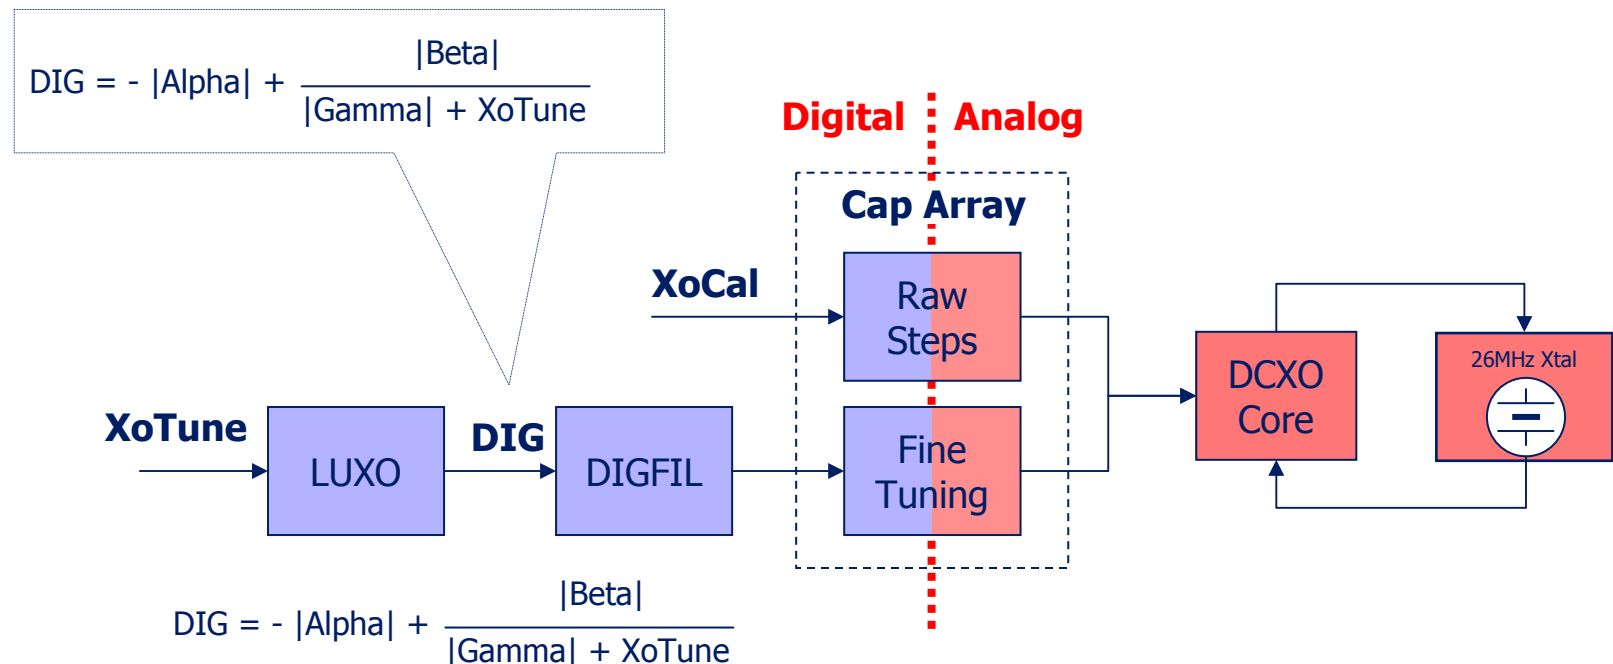 |Beta|
DIG = - |Alpha| +
|Gamma| + XoTune
Digital Analog
Cap Array
XoCal
Raw
Steps
26MHz Xtal
DCXO
Core
XoTune
LUXO
DIG
DIGFIL
Fine
Tuning
|Beta|
DIG = - |Alpha| +
|Gamma| + XoTune